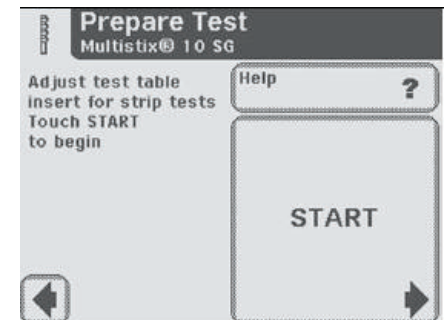 Prepare Test
Multistix® 10 SG
Adjust test table
insert for strip tests
Touch START
to begin
Help
?
START